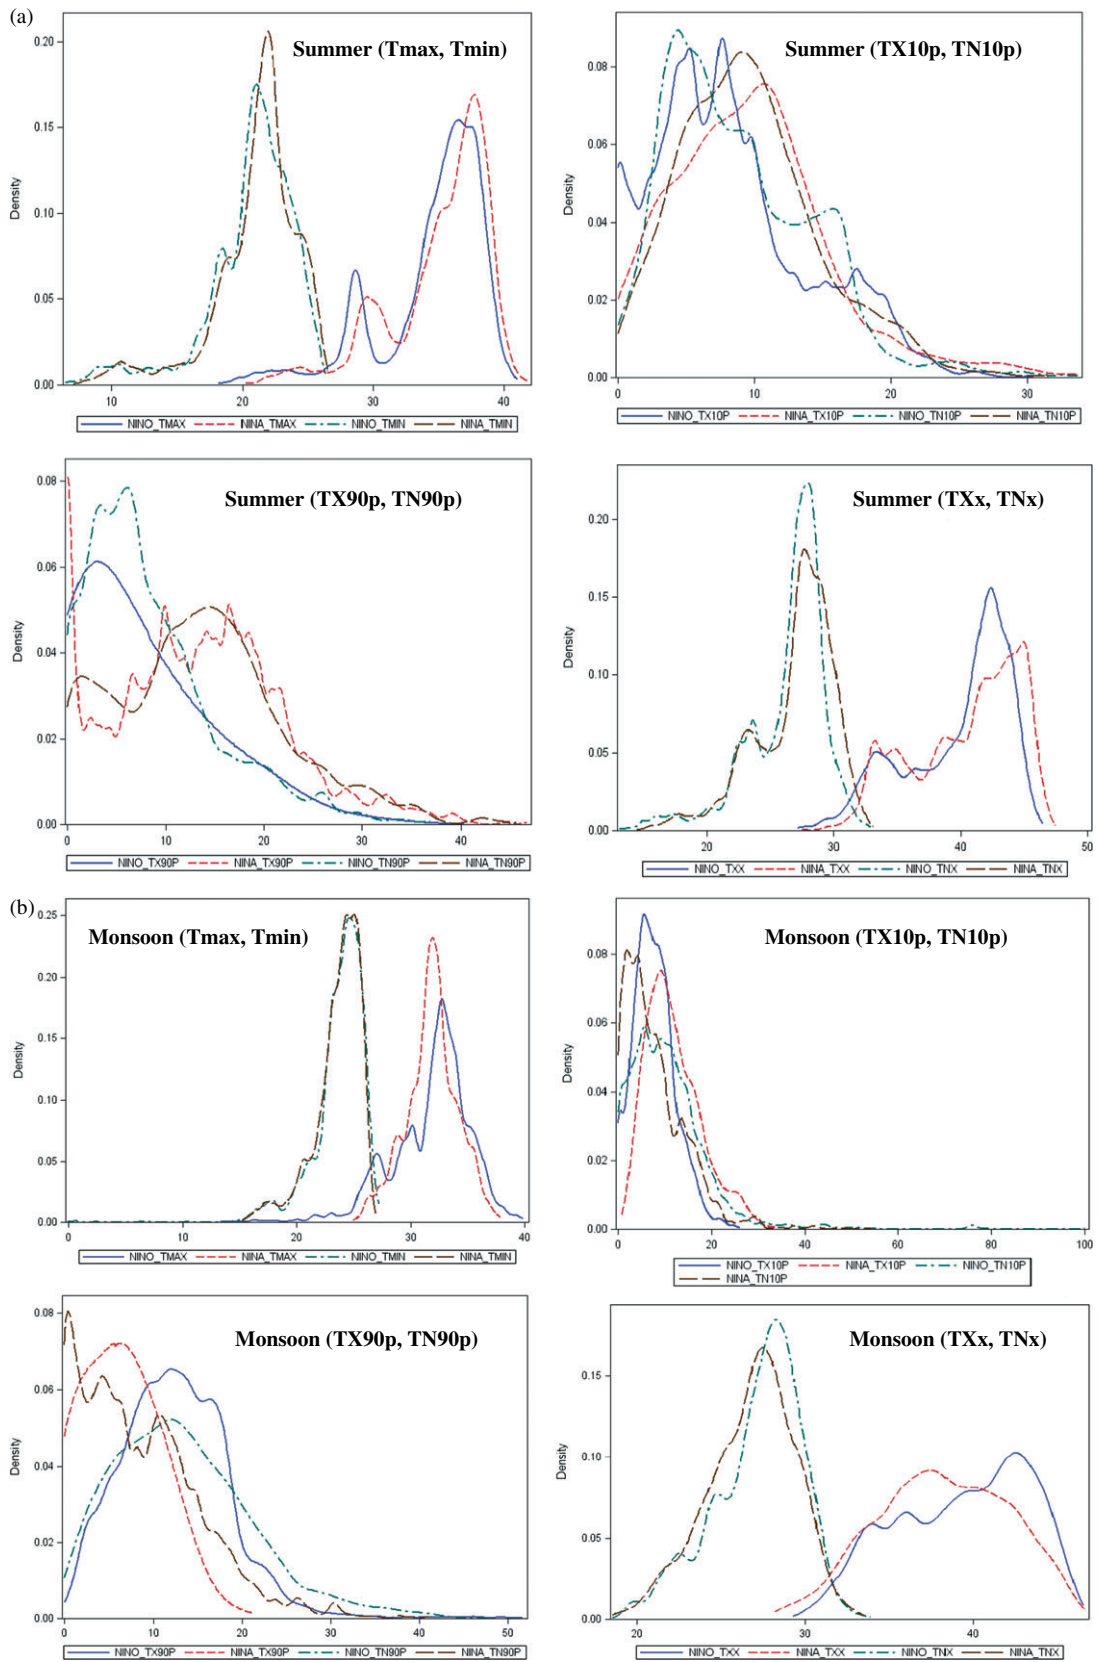 (a)
Summer (Tmax, Tmin)
Density
0.20
0.15
0.10
0.05
0.00
10 20 30 40
NINO_TMAX NINA_TMAX NINO_TMIN NINA_TMIN
Summer (TX10p, TN10p)
Density
0.08
0.06
0.04
0.02
0.00
0 10 20 30
NINO_TX10P NINA_TX10P NINO_TN10P NINA_TN10P
Summer (TX90p, TN90p)
Density
0.08
0.06
0.04
0.02
0.00
0 10 20 30 40
NINO_TX90P NINA_TX90P NINO_TN90P NINA_TN90P
Summer (TXx, TNx)
Density
0.20
0.15
0.10
0.05
0.00
20 30 40 50
NINO_TXX NINA_TXX NINO_TNX NINA_TNX
(b)
Monsoon (Tmax, Tmin)
Density
0.25
0.20
0.15
0.10
0.05
0.00
0 10 20 30 40
NINO_TMAX NINA_TMAX NINO_TMIN NINA_TMIN
Monsoon (TX10p, TN10p)
Density
0.08
0.06
0.04
0.02
0.00
0 20 40 60 80 100
NINO_TX10P NINA_TX10P NINO_TN10P
NINA_TN10P
Monsoon (TX90p, TN90p)
Density
0.08
0.06
0.04
0.02
0.00
0 10 20 30 40 50
NINO_TX90P NINA_TX90P NINO_TN90P NINA_TN90P
Monsoon (TXx, TNx)
Density
0.15
0.10
0.05
0.00
20 30 40
NINO_TXX NINA_TXX NINO_TNX NINA_TNX